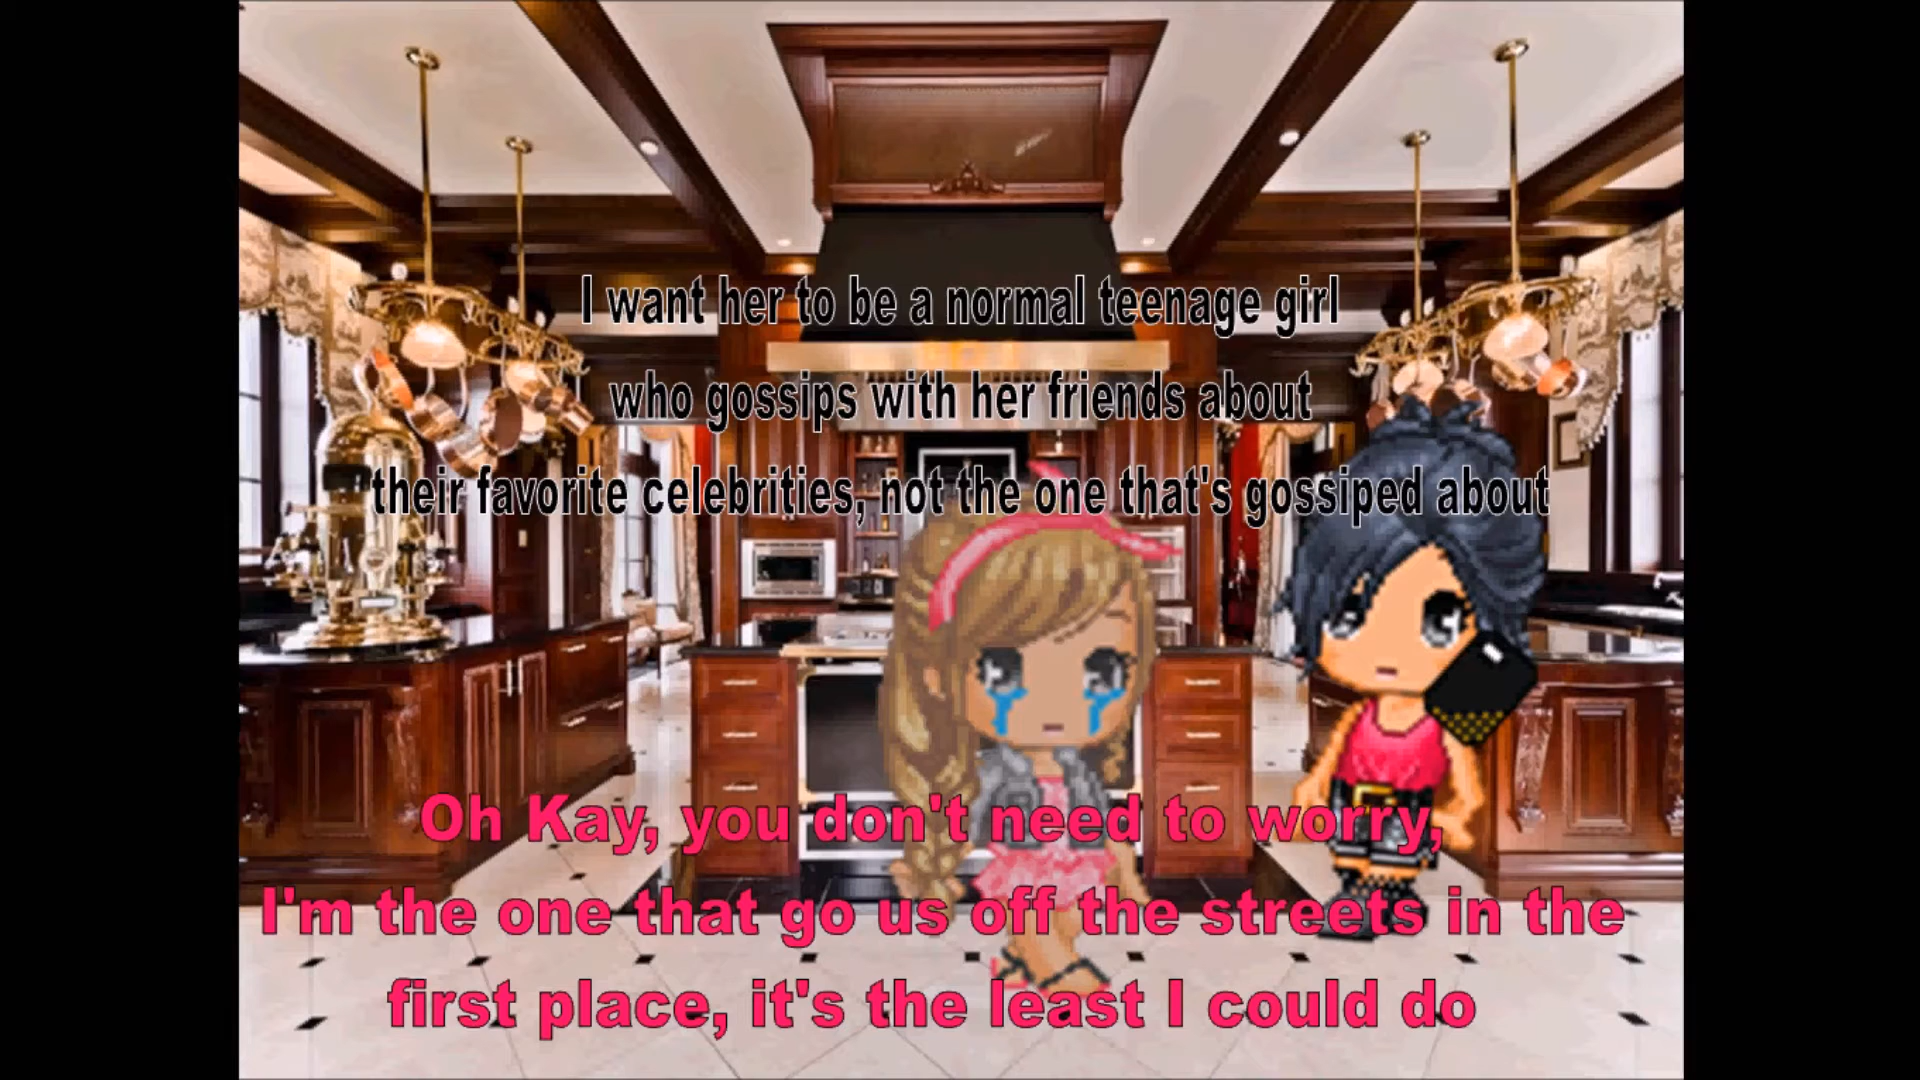 I want her to be a normal teenage girl
who gossips with her friends about
their favorite celebrities, not the one that's gossiped about
Oh Kay, you don't need to worry,
I'm the one that go us off the streets in the
first place, it's the least I could do